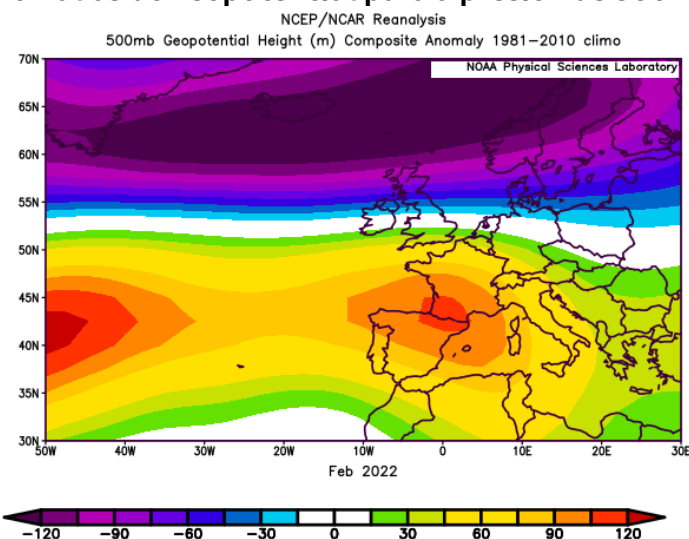 NCEP/NCAR Reanalysis
500mb Geopotential Height (m) Composite Anomaly 1981−2010 climo
NOAA Physical Sciences Laboratory
70N
65N
60N
55N
50N
45N
40N
35N
30N
50W 40W 30W 20W 10W 0 10E 20E 30E
Feb 2022
−120 −90 −60 −30 0 30 60 90 120